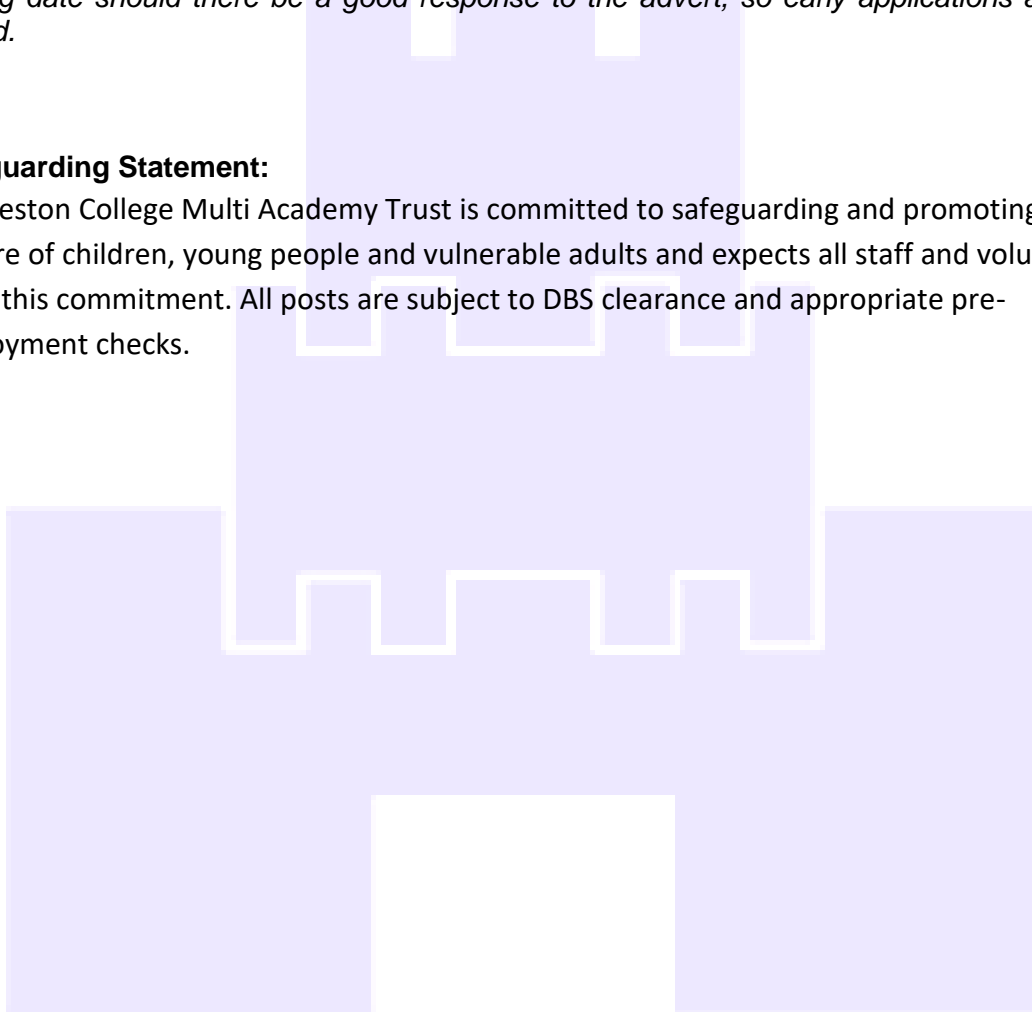 g date should there be a good response to the advert, so early applications a
d.
guarding Statement:
eston College Multi Academy Trust is committed to safeguarding and promoting
re of children, young people and vulnerable adults and expects all staff and volu
this commitment. All posts are subject to DBS clearance and appropriate pre-
oyment checks.